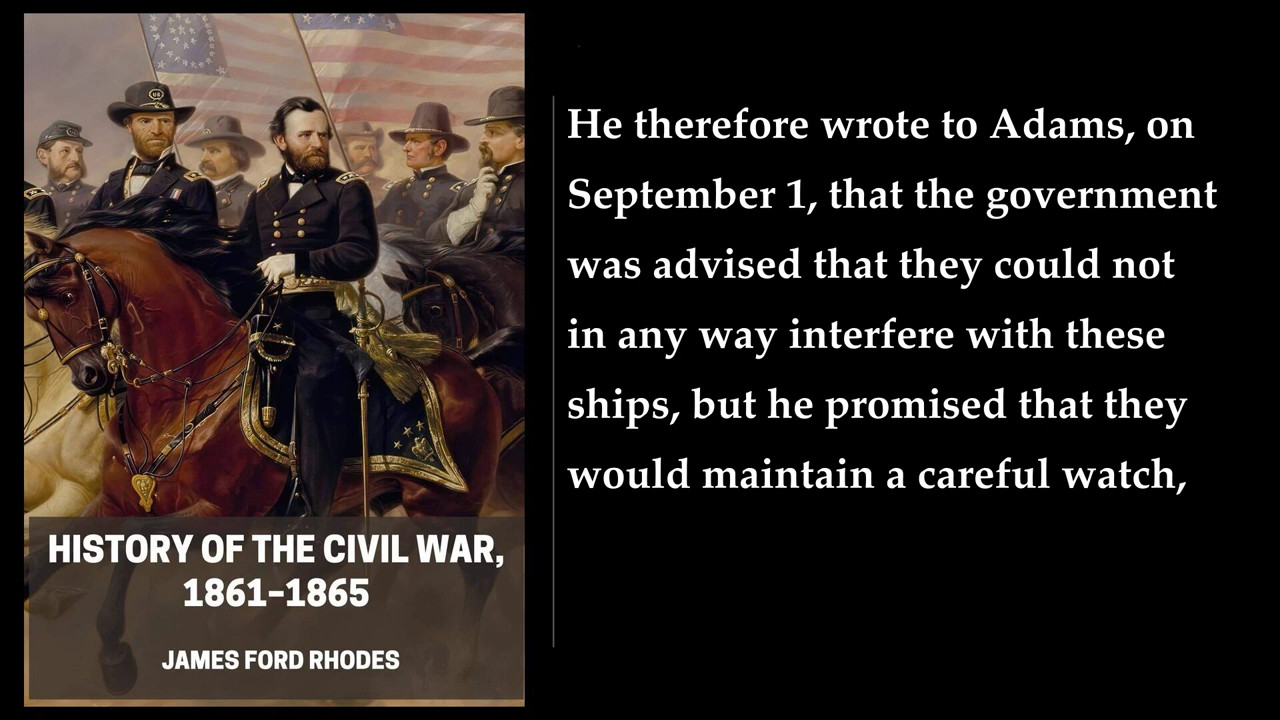 HISTORY OF THE CIVIL WAR,
1861–1865
JAMES FORD RHODES
He therefore wrote to Adams, on
September 1, that the government
was advised that they could not
in any way interfere with these
ships, but he promised that they
would maintain a careful watch,